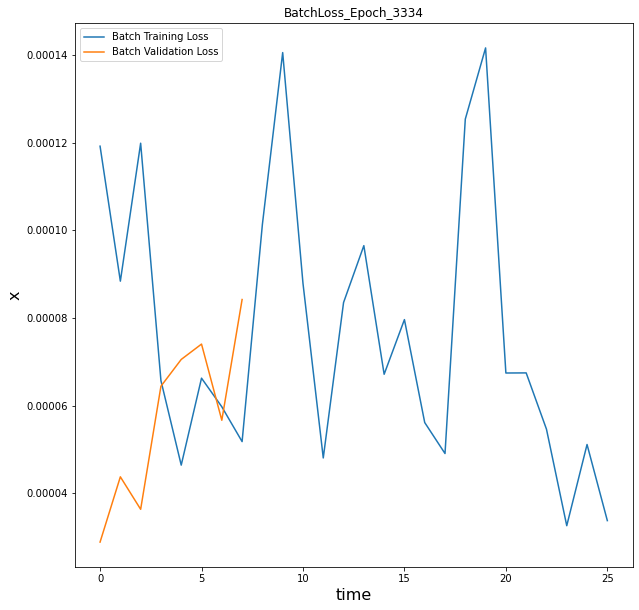 BatchLoss_Epoch_3334
Batch Training Loss
Batch Validation Loss
0.00014
0.00012
0.00010
0.00008
0.00006
0.00004
x
0 5 10 15 20 25
time